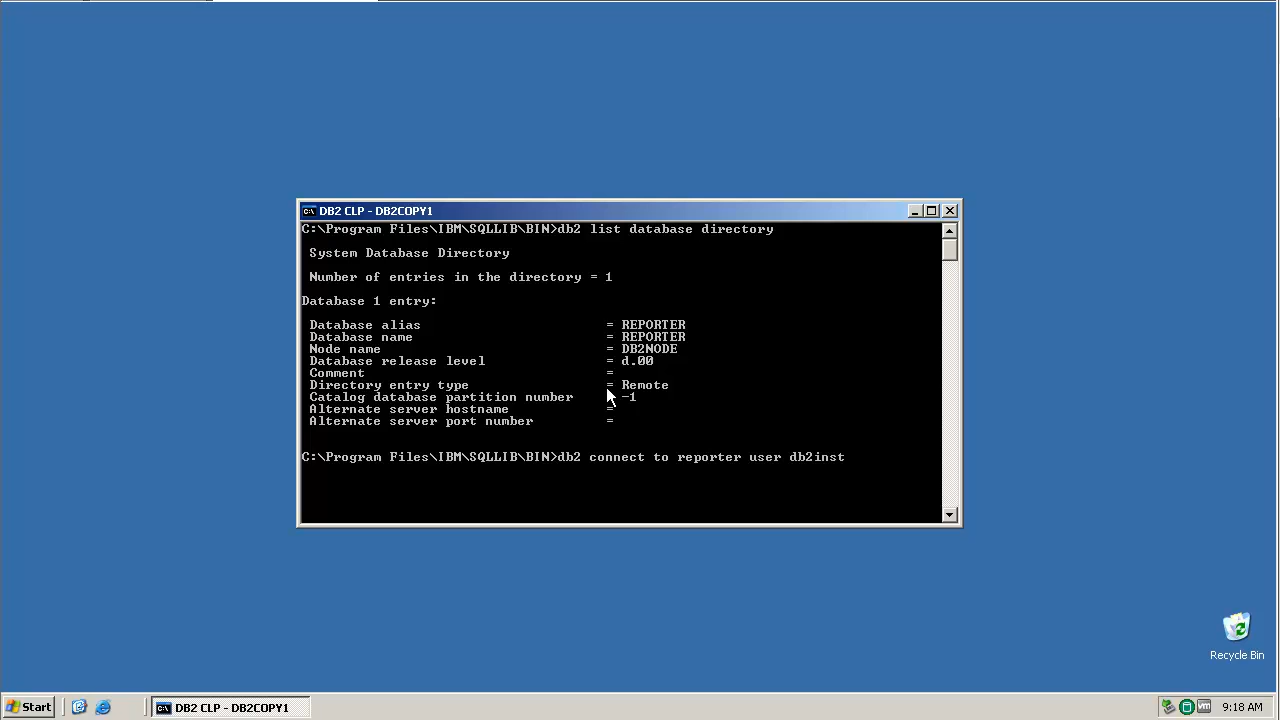 DB2 CLP - DB2COPY1
C:\Program Files\IBM\SQLLIB\BIN>db2 list database directory
System Database Directory
Number of entries in the directory = 1
Database 1 entry:
Database alias = REPORTER
Database name = REPORTER
Node name = DB2NODE
Database release level = d.00
Comment =
Directory entry type = Remote
Catalog database partition number = -1
Alternate server hostname =
Alternate server port number =
C:\Program Files\IBM\SQLLIB\BIN>db2 connect to reporter user db2inst
Recycle Bin
Start
DB2 CLP - DB2COPY1
9:18 AM